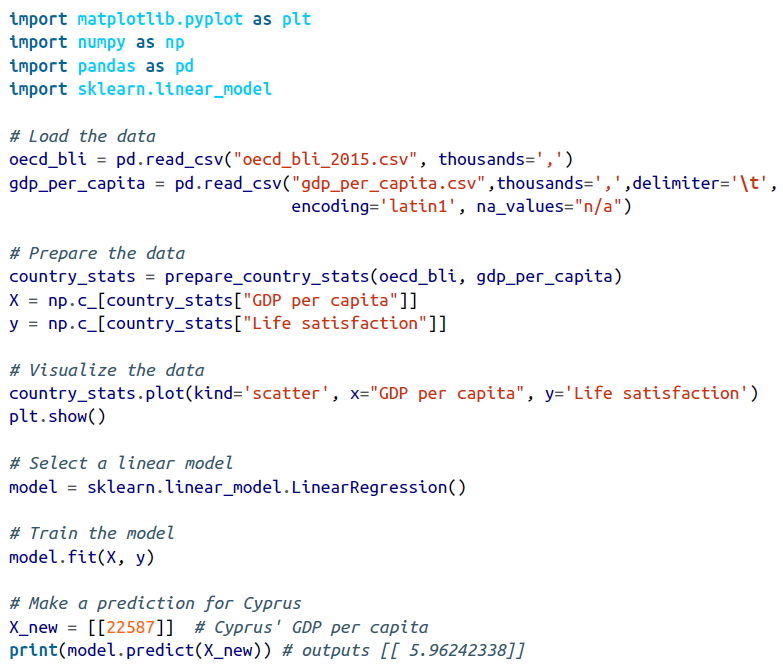 import matplotlib.pyplot as plt
import numpy as np
import pandas as pd
import sklearn.linear_model

# Load the data
oecd_bli = pd.read_csv("oecd_bli_2015.csv", thousands=',')
gdp_per_capita = pd.read_csv("gdp_per_capita.csv",thousands=',',delimiter='\t',
                             encoding='latin1', na_values="n/a")

# Prepare the data
country_stats = prepare_country_stats(oecd_bli, gdp_per_capita)
X = np.c_[country_stats["GDP per capita"]]
y = np.c_[country_stats["Life satisfaction"]]

# Visualize the data
country_stats.plot(kind='scatter', x="GDP per capita", y='Life satisfaction')
plt.show()

# Select a linear model
model = sklearn.linear_model.LinearRegression()

# Train the model
model.fit(X, y)

# Make a prediction for Cyprus
X_new = [[22587]]  # Cyprus' GDP per capita
print(model.predict(X_new)) # outputs [[ 5.96242338]]